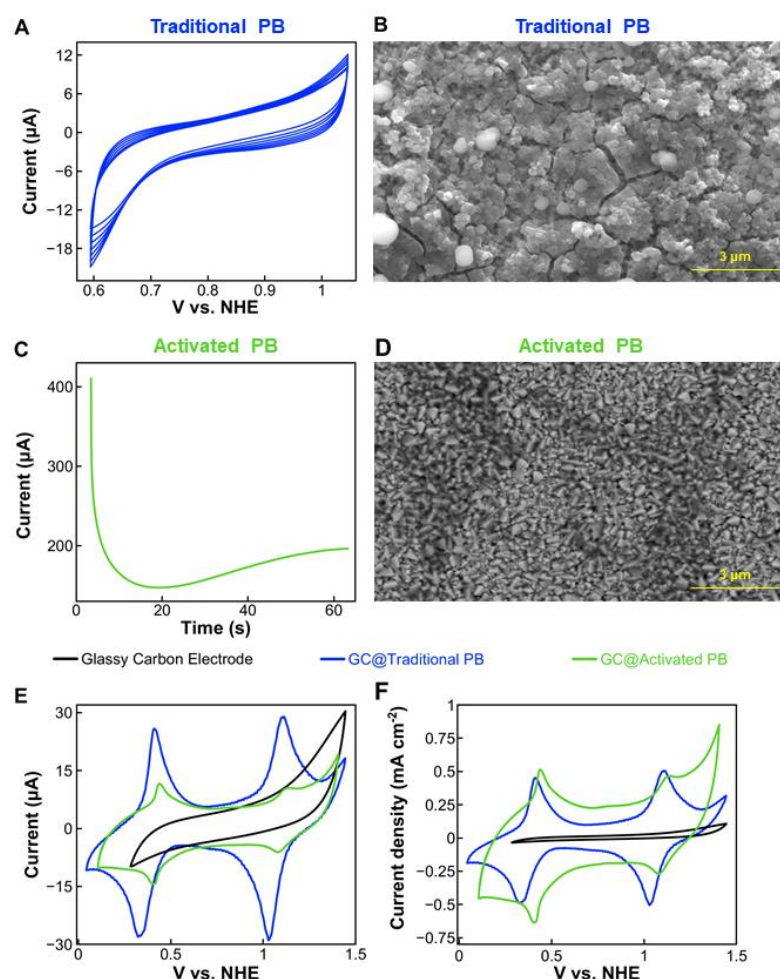 A
Traditional PB
B
Traditional PB
12
6
0
−6
−12
−18
Current (µA)
0.6
0.7
0.8
0.9
1
V vs. NHE
3 µm
C
Activated PB
D
Activated PB
400
300
200
Current (µA)
0
20
40
60
Time (s)
3 µm
Glassy Carbon Electrode
GC@Traditional PB
GC@Activated PB
E
F
30
15
0
−15
−30
Current (µA)
0
0.5
1
1.5
V vs. NHE
1
0.75
0.5
0.25
0
−0.25
−0.5
−0.75
Current density (mA cm-2)
0
0.5
1
1.5
V vs. NHE